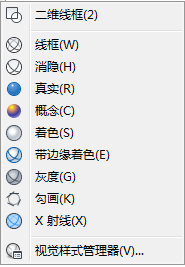 二维线框(2)
线框(W)
消隐(H)
真实(R)
概念(C)
着色(S)
带边缘着色(E)
灰度(G)
勾画(K)
X 射线(X)
视觉样式管理器(V)...